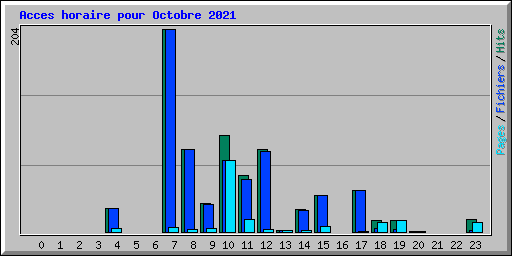 Acces horaire pour Octobre 2021
204
Pages/Fichiers/Hits
0 1 2 3 4 5 6 7 8 9 10 11 12 13 14 15 16 17 18 19 20 21 22 23